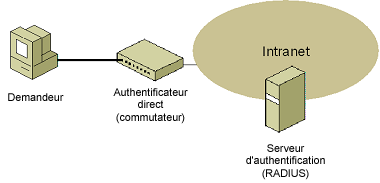 Intranet
Demandeur
Authentificateur
direct
(commutateur)
Serveur
d'authentification
(RADIUS)